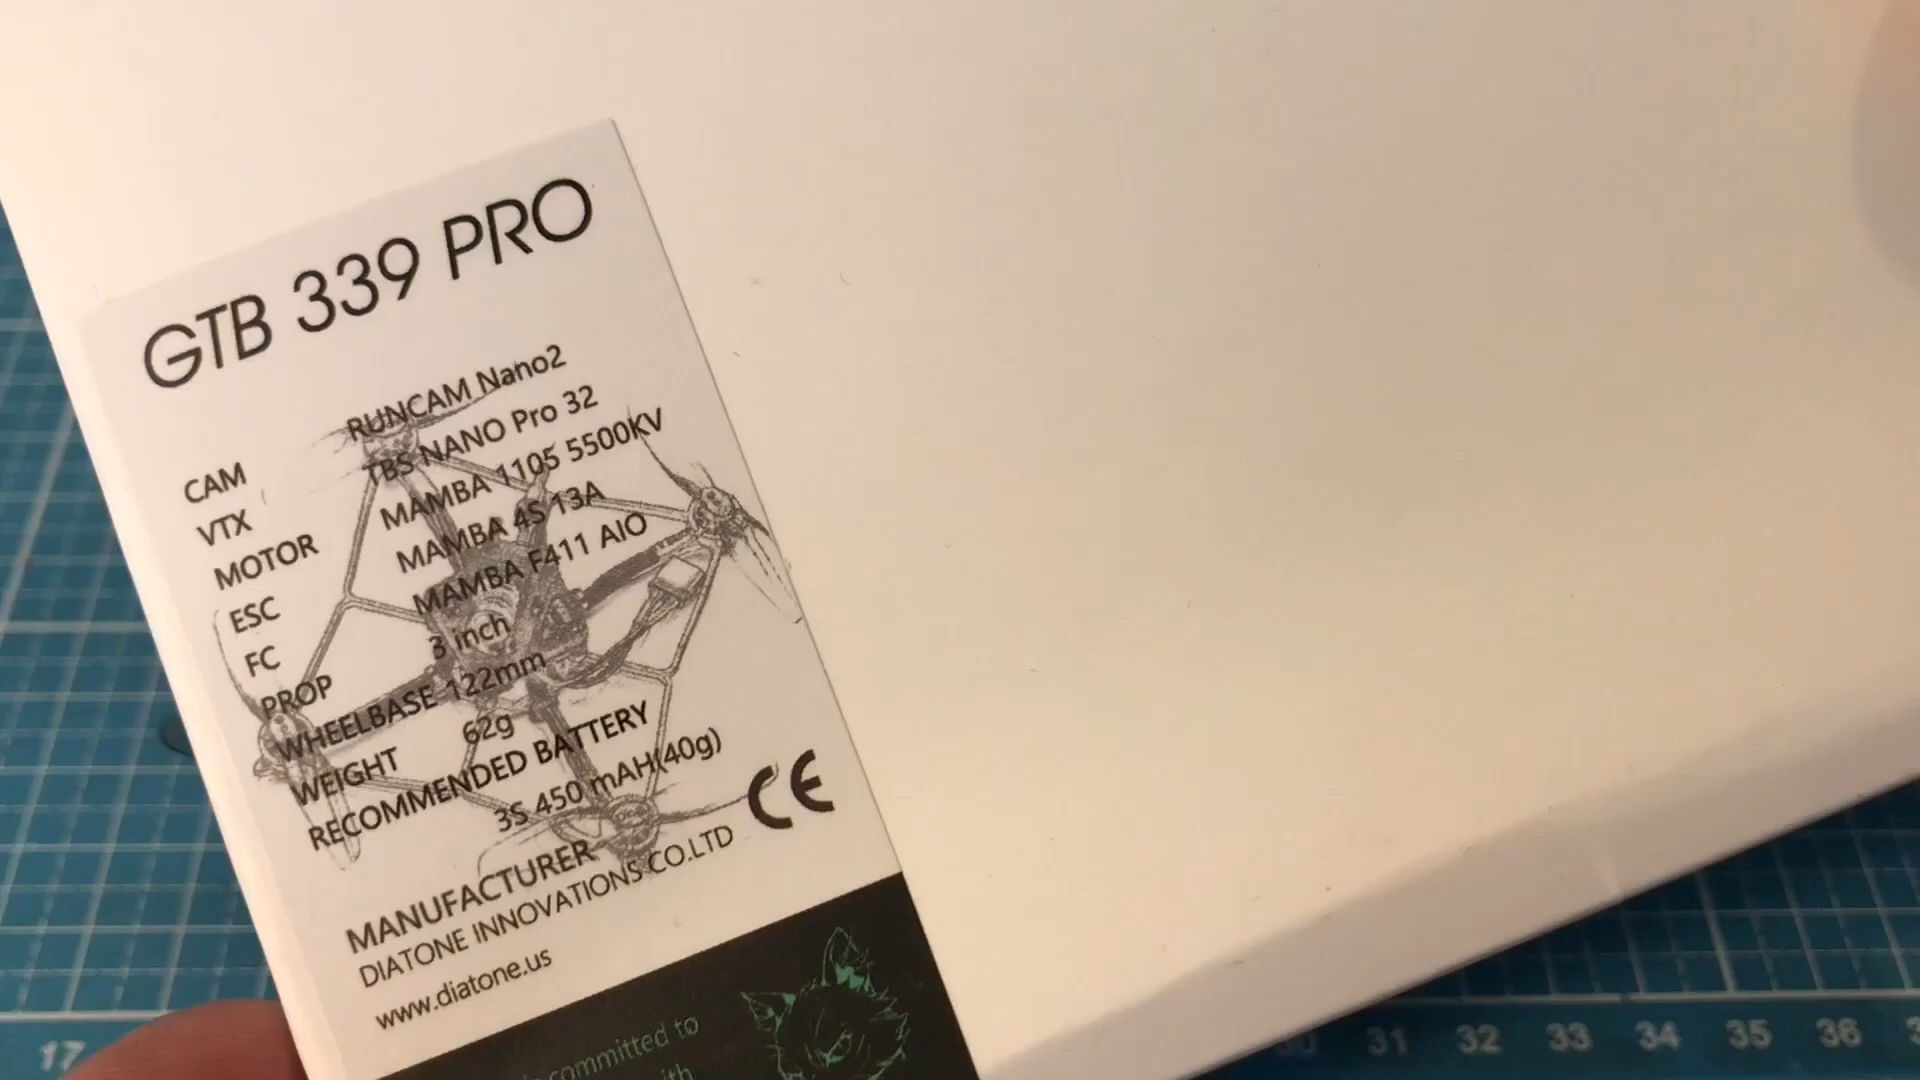 GTB 339 PRO
CAM RUNCAM Nano2
VTX TBS NANO Pro 32
MOTOR MAMBA 1105 5500KV
ESC MAMBA 4S 13A
FC MAMBA F411 AIO
PROP 3 inch
WHEELBASE 122mm
WEIGHT 62g
RECOMMENDED BATTERY
3S 450 mAH(40g)
MANUFACTURER
DIATONE INNOVATIONS CO.LTD
www.diatone.us
CE
committed to
17
30 31 32 33 34 35 36